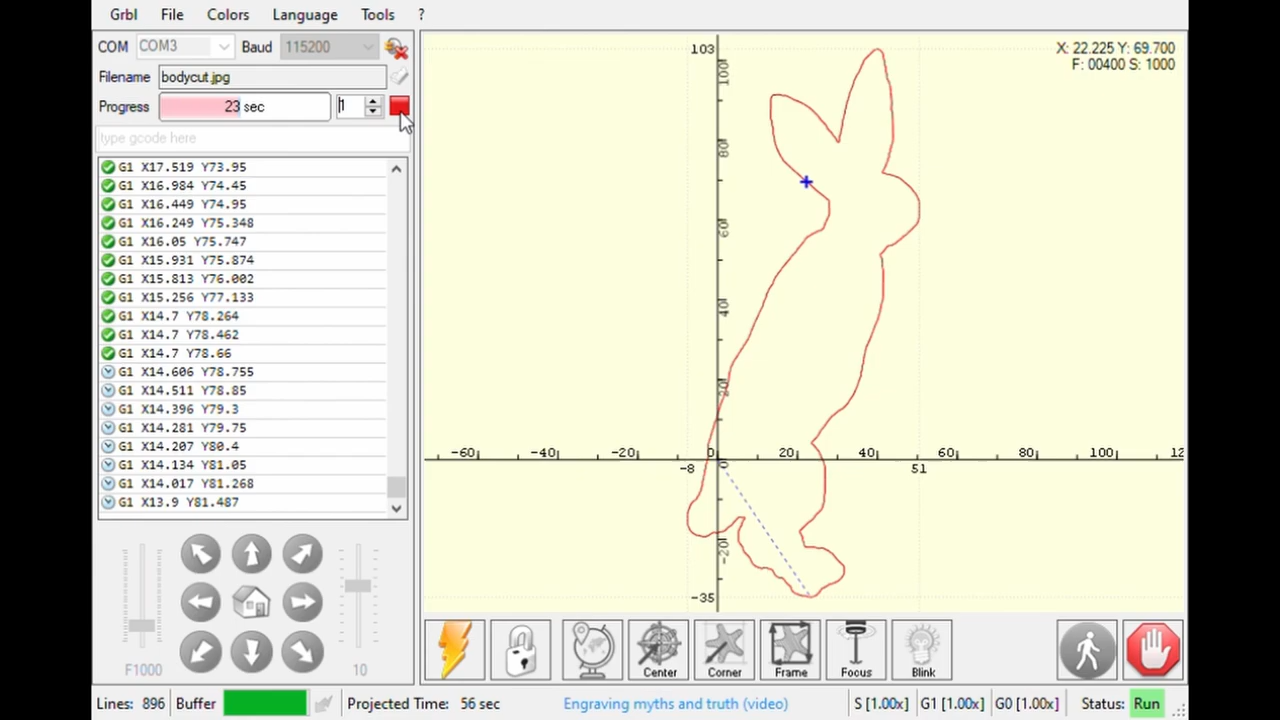 Grbl File Colors Language Tools ?
COM COM3 Baud 115200
Filename bodycut.jpg
Progress 23 sec 1
type gcode here
G1 X17.519 Y73.95
G1 X16.984 Y74.45
G1 X16.449 Y74.95
G1 X16.249 Y75.348
G1 X16.05 Y75.747
G1 X15.931 Y75.874
G1 X15.813 Y76.002
G1 X15.256 Y77.133
G1 X14.7 Y78.264
G1 X14.7 Y78.462
G1 X14.7 Y78.66
G1 X14.606 Y78.755
G1 X14.511 Y78.85
G1 X14.396 Y79.3
G1 X14.281 Y79.75
G1 X14.207 Y80.4
G1 X14.134 Y81.05
G1 X14.017 Y81.268
G1 X13.9 Y81.487
F1000 10
X: 22.225 Y: 69.700
F: 00400 S: 1000
103
100
80
60
40
20
-60 -40 -20 0 20 40 60 80 100 12
-8 0 51
-20
-35
Center Corner Frame Focus Blink
Lines: 896 Buffer Projected Time: 56 sec Engraving myths and truth (video) S [1.00x] G1 [1.00x] G0 [1.00x] Status: Run